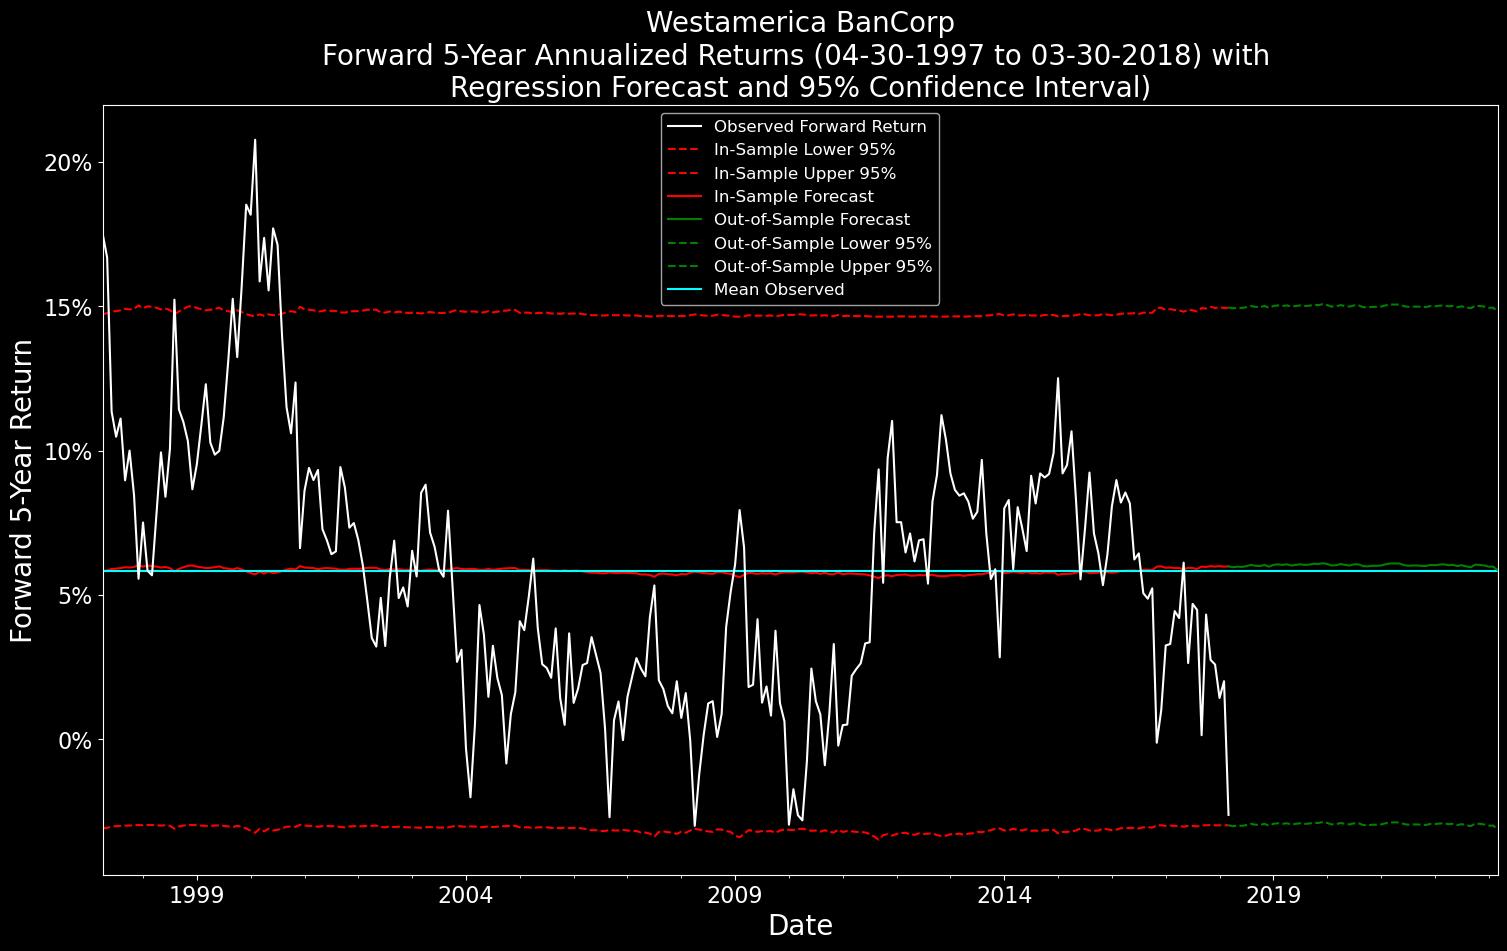 Westamerica BanCorp
Forward 5-Year Annualized Returns (04-30-1997 to 03-30-2018) with
Regression Forecast and 95% Confidence Interval)
Observed Forward Return
In-Sample Lower 95%
In-Sample Upper 95%
In-Sample Forecast
Out-of-Sample Forecast
Out-of-Sample Lower 95%
Out-of-Sample Upper 95%
Mean Observed
Forward 5-Year Return
20%
15%
10%
5%
0%
1999
2004
2009
2014
2019
Date